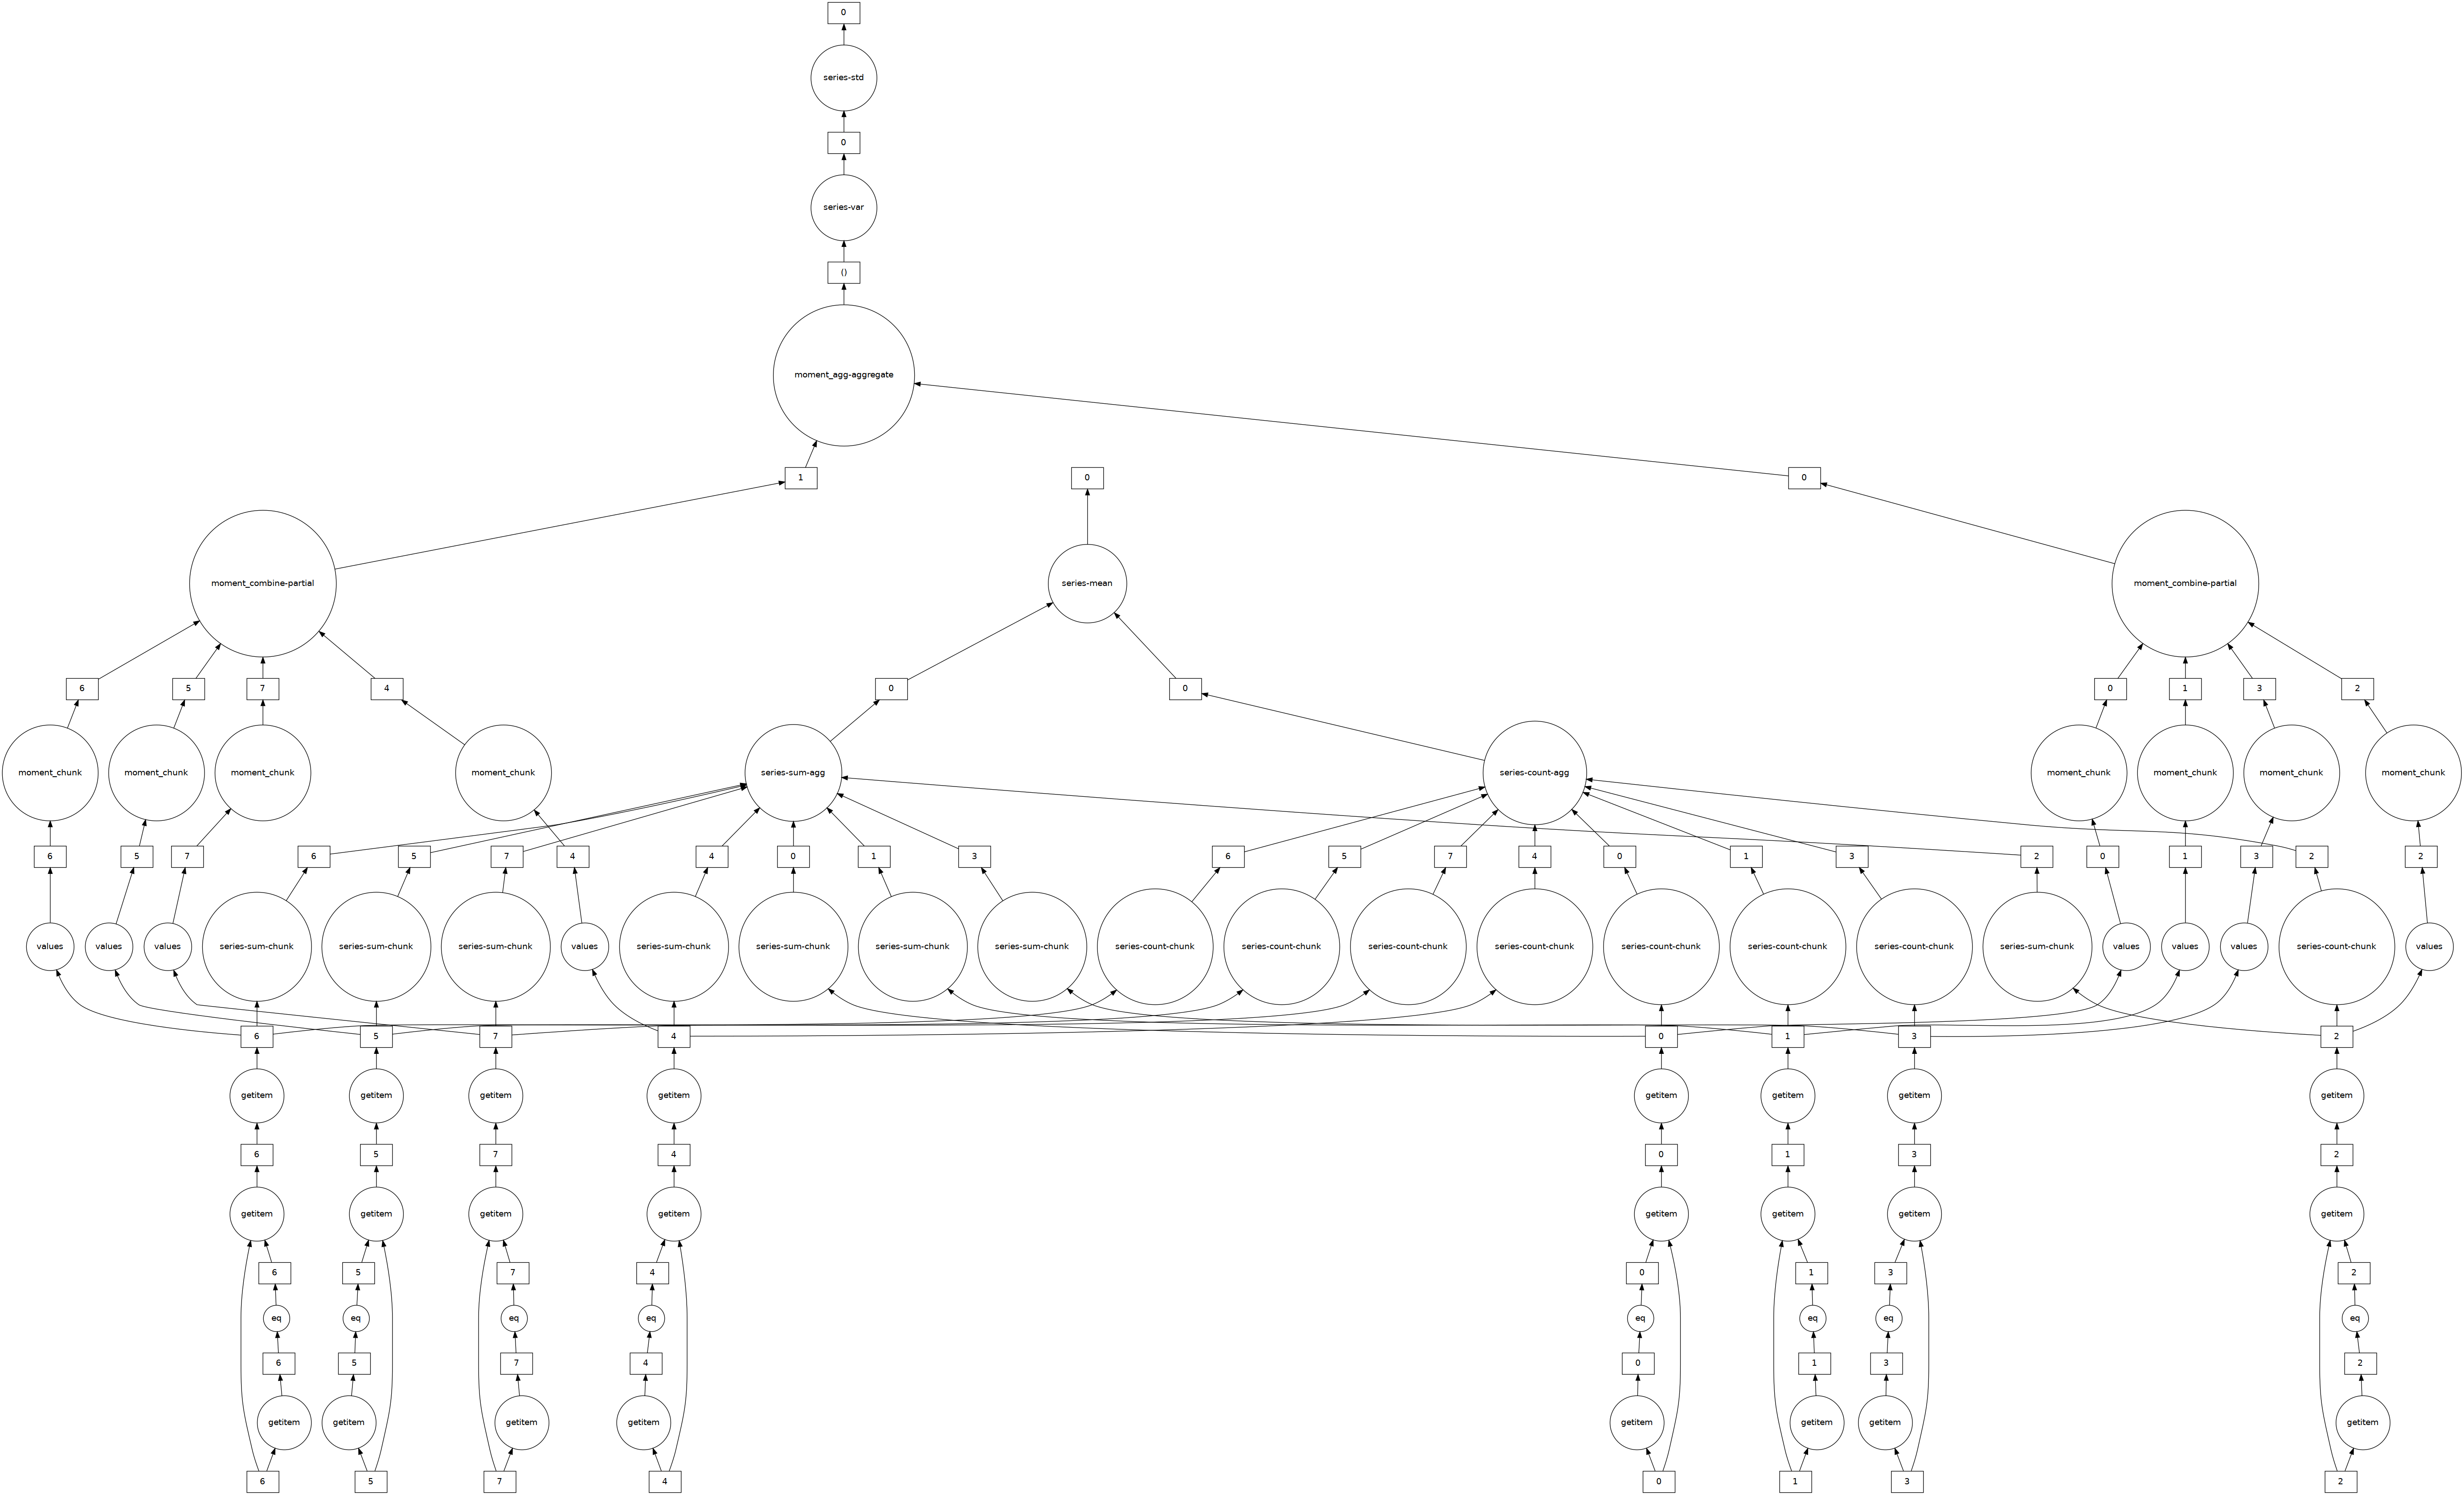 0
series-std
0
series-var
()
moment_agg-aggregate
1 0 0
moment_combine-partial series-mean moment_combine-partial
6 5 7 4 0 0 0 1 3 2
moment_chunk moment_chunk moment_chunk moment_chunk series-sum-agg series-count-agg moment_chunk moment_chunk moment_chunk moment_chunk
6 5 7 6 5 7 4 4 0 1 3 6 5 7 4 0 1 3 2 0 1 3 2 2
values values values series-sum-chunk series-sum-chunk series-sum-chunk values series-sum-chunk series-sum-chunk series-sum-chunk series-sum-chunk series-count-chunk series-count-chunk series-count-chunk series-count-chunk series-count-chunk series-count-chunk series-count-chunk series-sum-chunk values values values series-count-chunk values
6 5 7 4 0 1 3 2
getitem getitem getitem getitem getitem getitem getitem getitem
6 5 7 4 0 1 3 2
getitem getitem getitem getitem getitem getitem getitem getitem
6 5 7 4 0 1 3 2
eq eq eq eq eq eq eq eq
6 5 7 4 0 1 3 2
getitem getitem getitem getitem getitem getitem getitem getitem
6 5 7 4 0 1 3 2